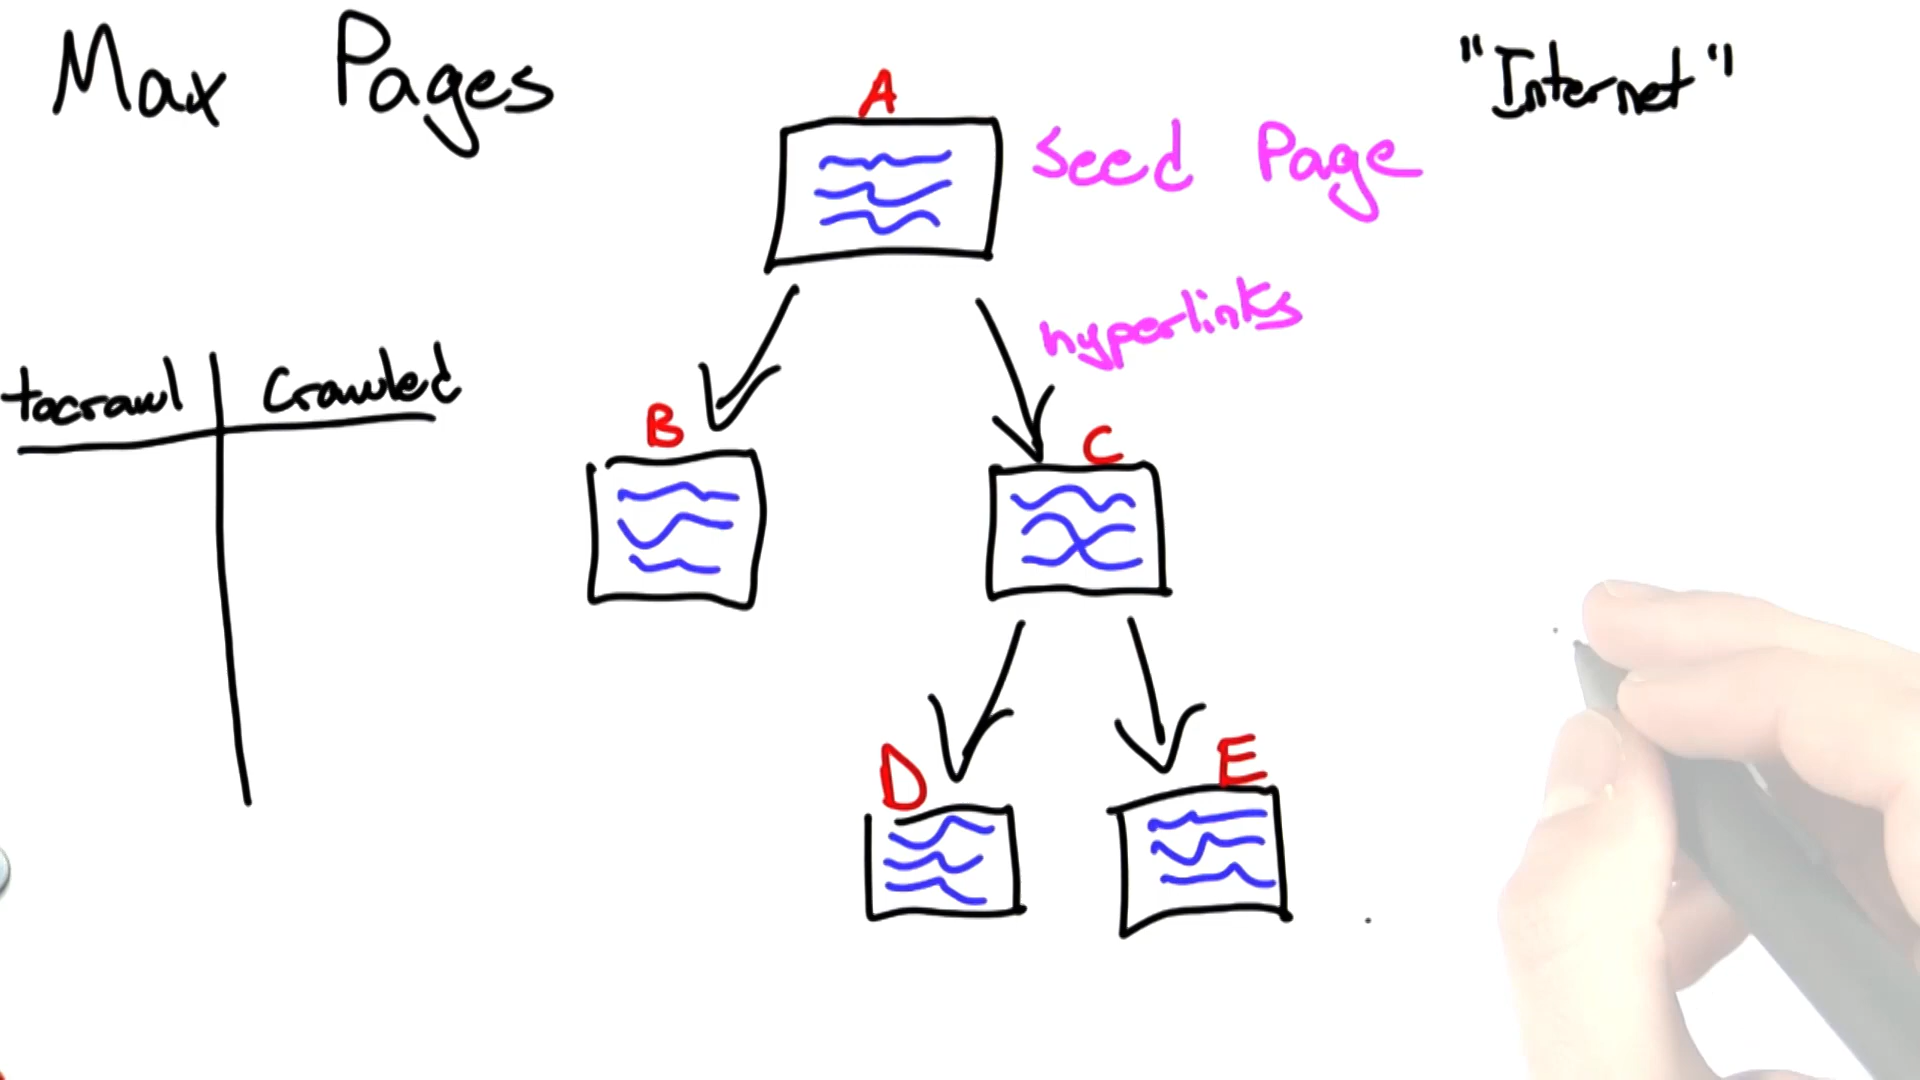 Max Pages
"Internet"
A
Seed Page
hyperlinks
tocrawl
Crawled
B
C
D
E